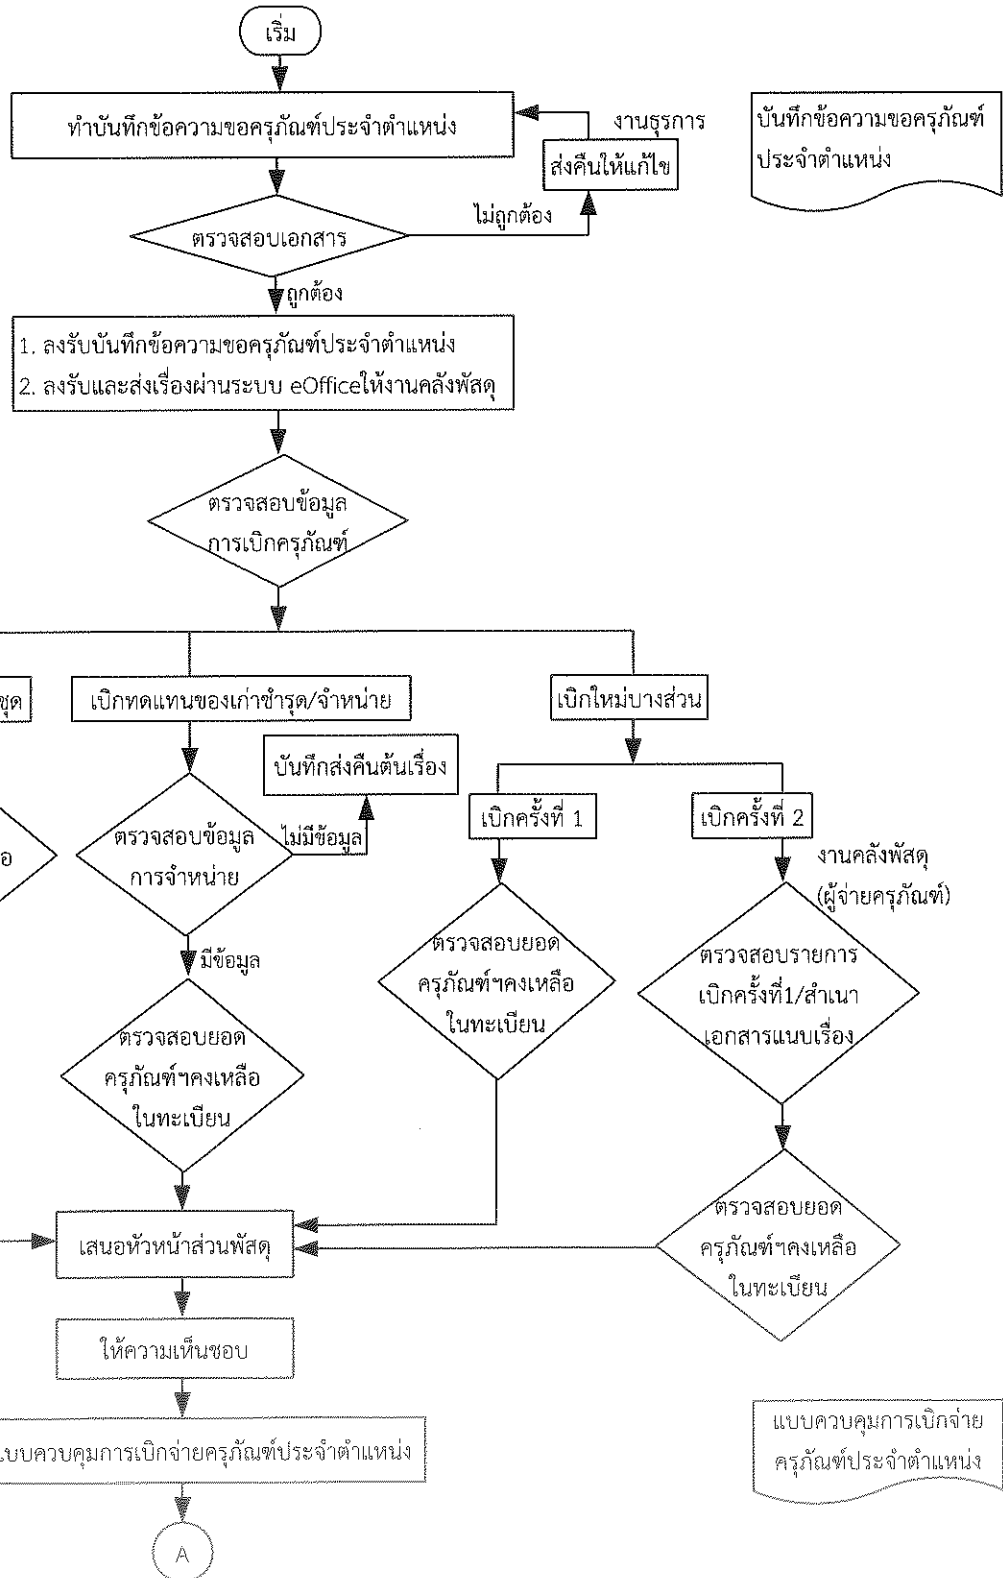 เริ่ม
ทำบันทึกข้อความขอครุภัณฑ์ประจำตำแหน่ง
งานธุรการ
ส่งคืนให้แก้ไข
บันทึกข้อความขอครุภัณฑ์
ประจำตำแหน่ง
ตรวจสอบเอกสาร
ไม่ถูกต้อง
ถูกต้อง
1. ลงรับบันทึกข้อความขอครุภัณฑ์ประจำตำแหน่ง
2. ลงรับและส่งเรื่องผ่านระบบ eOfficeให้งานคลังพัสดุ
ตรวจสอบข้อมูล
การเบิกครุภัณฑ์
ชุด
เบิกทดแทนของเก่าชำรุด/จำหน่าย
เบิกใหม่บางส่วน
บันทึกส่งคืนต้นเรื่อง
เบิกครั้งที่ 1
เบิกครั้งที่ 2
อ
ตรวจสอบข้อมูล
การจำหน่าย
ไม่มีข้อมูล
งานคลังพัสดุ
(ผู้จ่ายครุภัณฑ์)
มีข้อมูล
ตรวจสอบยอด
ครุภัณฑ์ฯคงเหลือ
ในทะเบียน
ตรวจสอบรายการ
เบิกครั้งที่1/สำเนา
เอกสารแนบเรื่อง
ตรวจสอบยอด
ครุภัณฑ์ฯคงเหลือ
ในทะเบียน
ตรวจสอบยอด
ครุภัณฑ์ฯคงเหลือ
ในทะเบียน
เสนอหัวหน้าส่วนพัสดุ
ให้ความเห็นชอบ
แบบควบคุมการเบิกจ่ายครุภัณฑ์ประจำตำแหน่ง
แบบควบคุมการเบิกจ่าย
ครุภัณฑ์ประจำตำแหน่ง
A